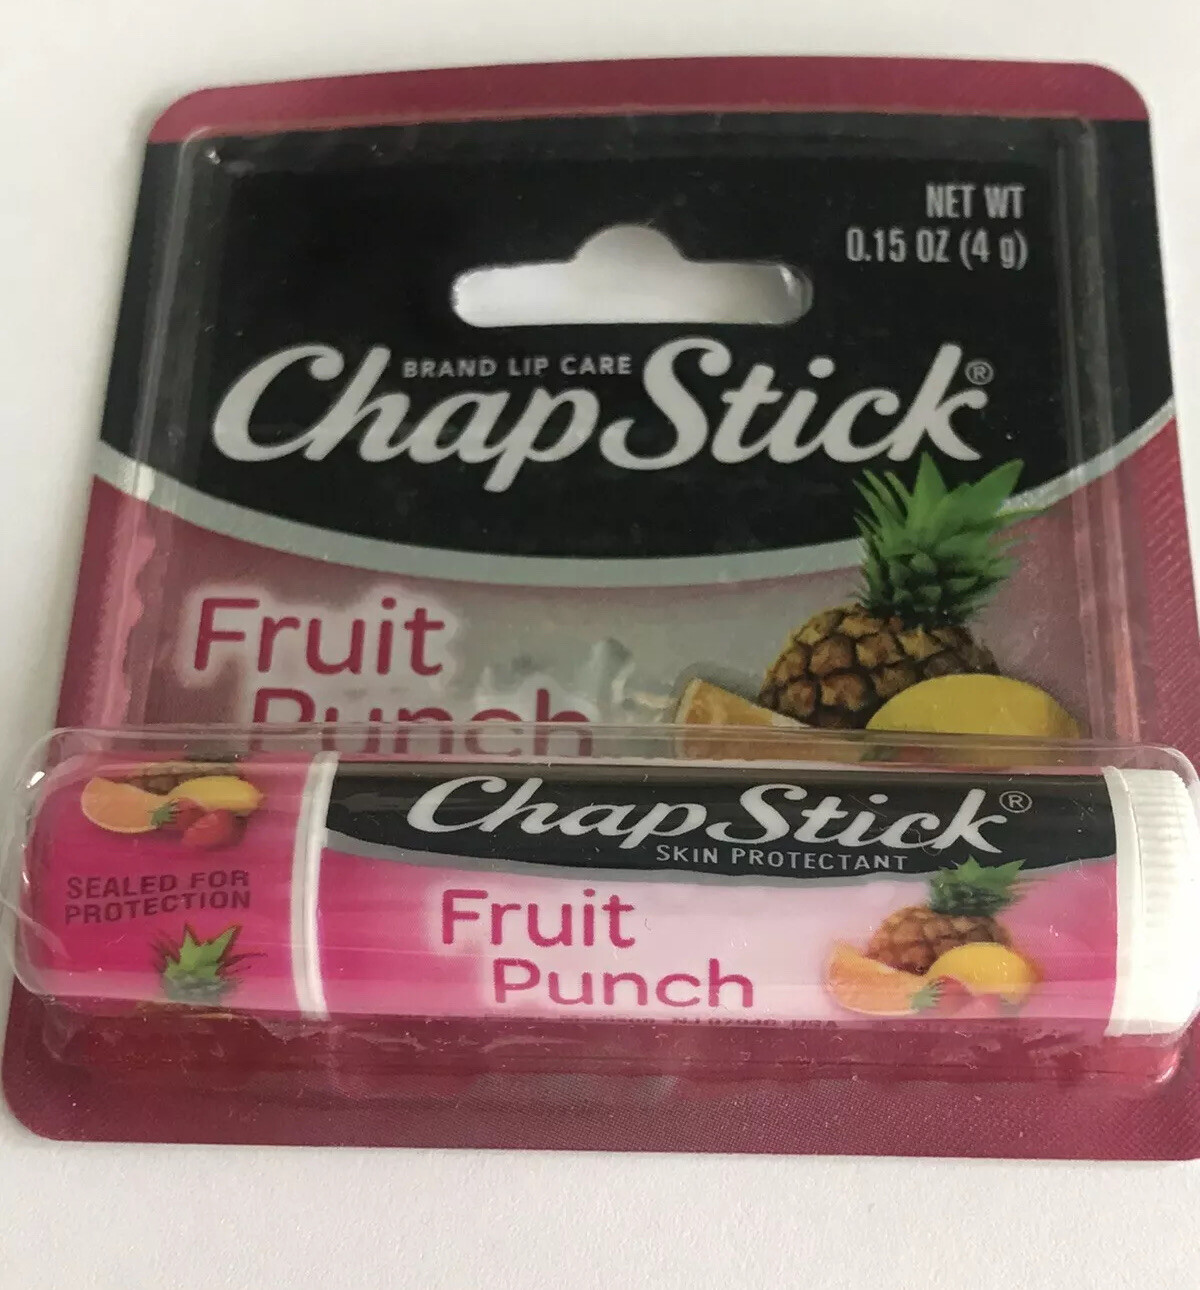 NET WT
0.15 OZ (4 g)
BRAND LIP CARE
ChapStick®
Fruit
Punch
ChapStick®
SKIN PROTECTANT
SEALED FOR
PROTECTION
Fruit
Punch